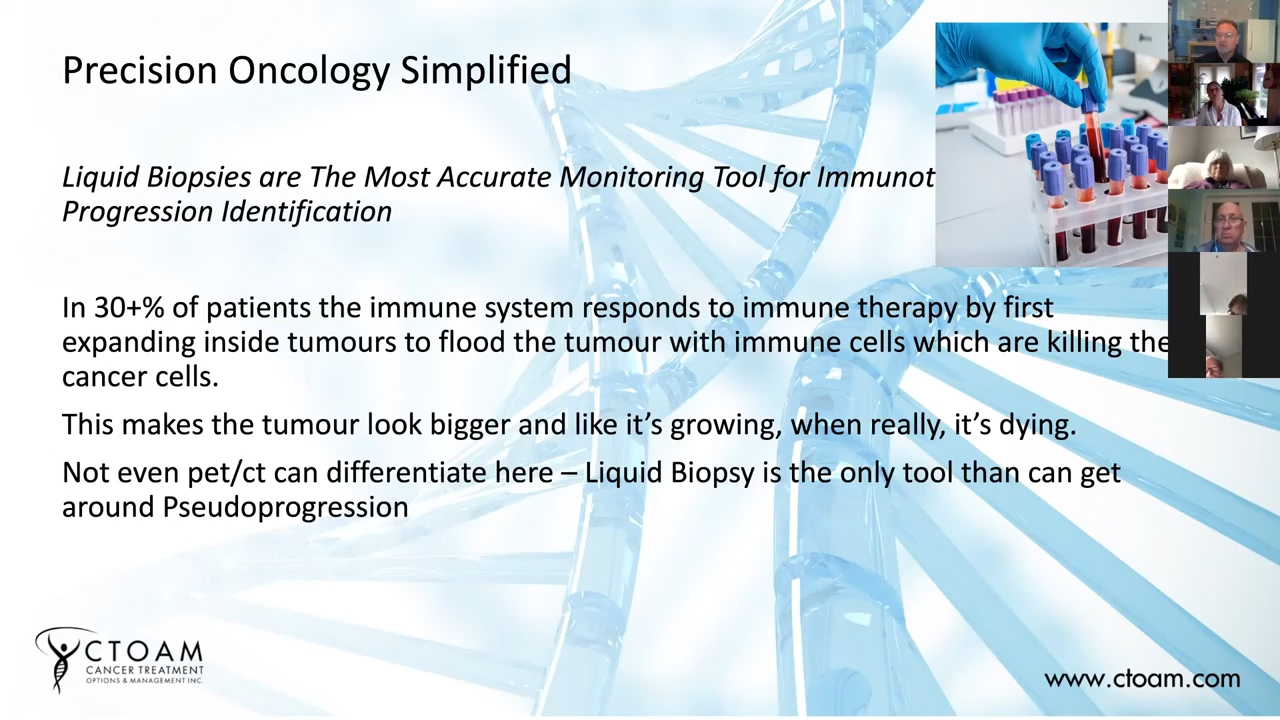 Precision Oncology Simplified
Liquid Biopsies are The Most Accurate Monitoring Tool for Immunot
Progression Identification
In 30+% of patients the immune system responds to immune therapy by first
expanding inside tumours to flood the tumour with immune cells which are killing the
cancer cells.
This makes the tumour look bigger and like it’s growing, when really, it’s dying.
Not even pet/ct can differentiate here – Liquid Biopsy is the only tool than can get
around Pseudoprogression
CTOAM
CANCER TREATMENT
OPTIONS & MANAGEMENT INC.
www.ctoam.com